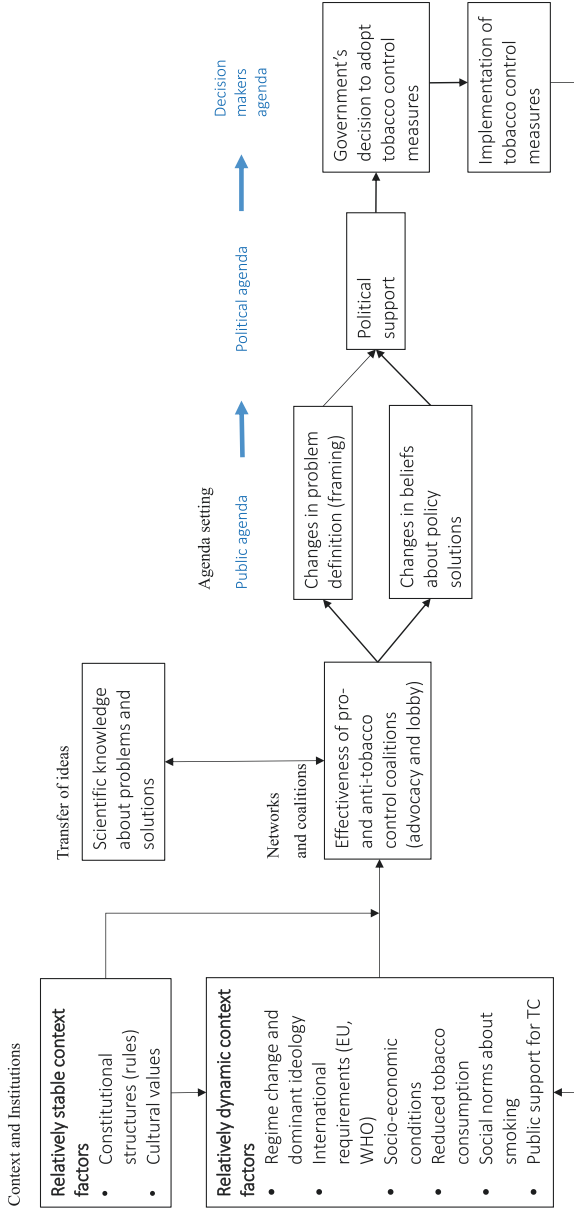 Context and Institutions
Relatively stable context
factors
• Constitutional
structures (rules)
• Cultural values
Relatively dynamic context
factors
• Regime change and
dominant ideology
• International
requirements (EU,
WHO)
• Socio-economic
conditions
• Reduced tobacco
consumption
• Social norms about
smoking
• Public support for TC
Transfer of ideas
Scientific knowledge
about problems and
solutions
Networks
and coalitions
Effectiveness of pro-
and anti-tobacco
control coalitions
(advocacy and lobby)
Agenda setting
Public agenda
Changes in problem
definition (framing)
Changes in beliefs
about policy
solutions
Political agenda
Political
support
Decision
makers
agenda
Government’s
decision to adopt
tobacco control
measures
Implementation of
tobacco control
measures